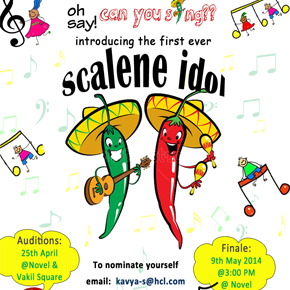 oh say! can you sing??
introducing the first ever
scalene idol
Auditions:
25th April
@Novel &
Vakil Square
Finale:
9th May 2014
@3:00 PM
@ Novel
To nominate yourself
email: kavya-s@hcl.com